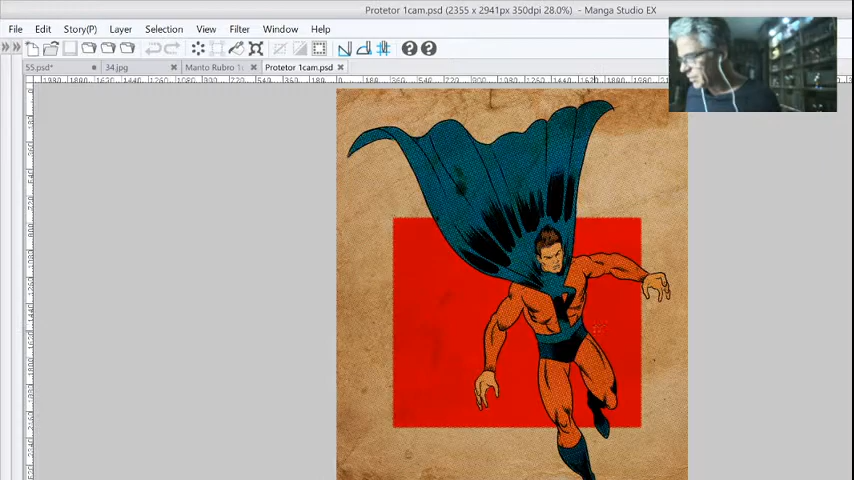 Protetor 1cam.psd (2355 x 2941px 350dpi 28.0%) - Manga Studio EX
File Edit Story(P) Layer Selection View Filter Window Help
55.psd* 34.jpg Manto Rubro 1 Protetor 1cam.psd